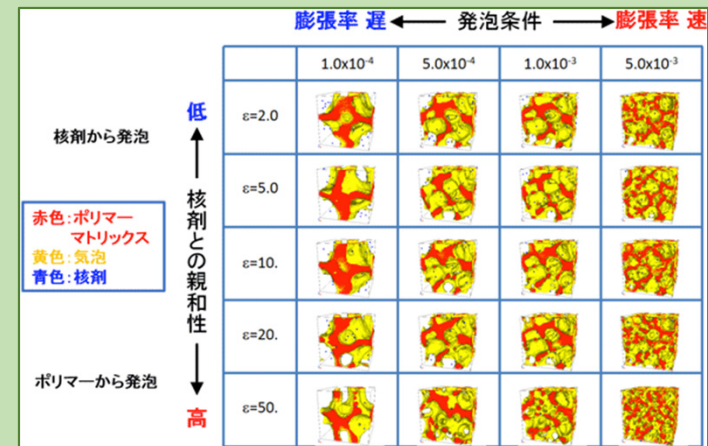 膨張率 遅 ← 発泡条件 → 膨張率 速
1.0x10⁻⁴ 5.0x10⁻⁴ 1.0x10⁻³ 5.0x10⁻³
低
核剤から発泡
ε=2.0
ε=5.0
赤色:ポリマー
マトリックス
黄色:気泡
青色:核剤
核剤との親和性
ε=10.
ε=20.
ポリマーから発泡
高
ε=50.